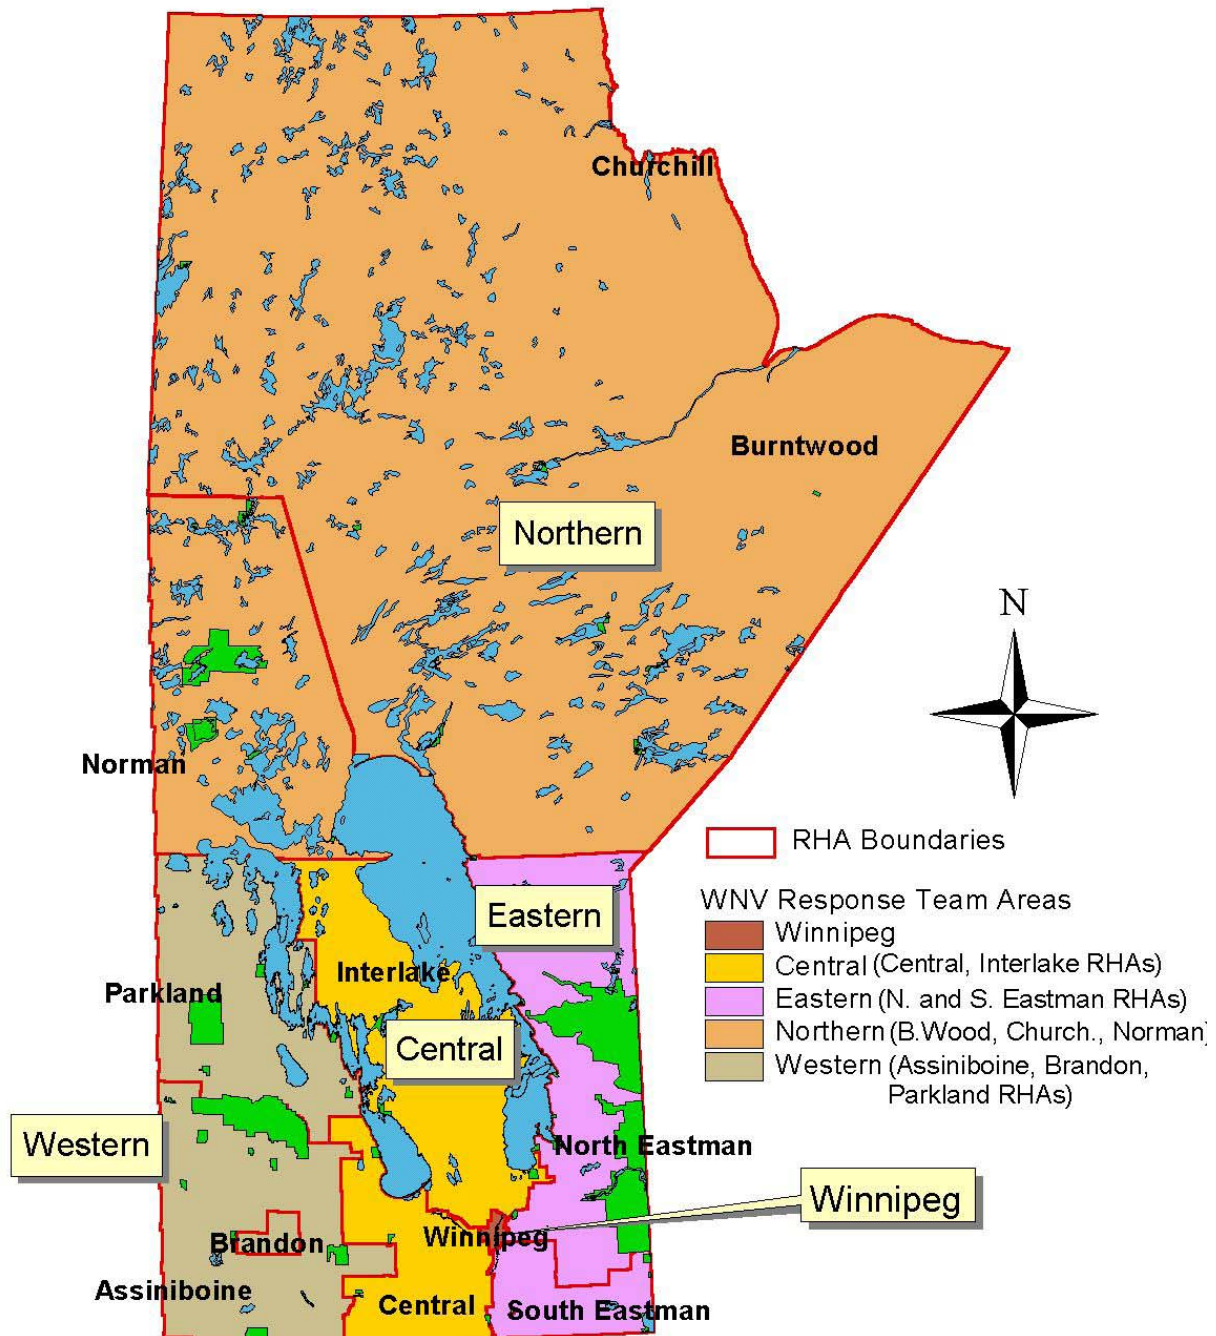 Churchill
Burntwood
Northern
N
Norman
RHA Boundaries
WNV Response Team Areas
Winnipeg
Central (Central, Interlake RHAs)
Eastern (N. and S. Eastman RHAs)
Northern (B.Wood, Church., Norman)
Western (Assiniboine, Brandon,
Parkland RHAs)
Eastern
Interlake
Parkland
Central
Western
North Eastman
Winnipeg
Winnipeg
Brandon
Assiniboine
Central
South Eastman